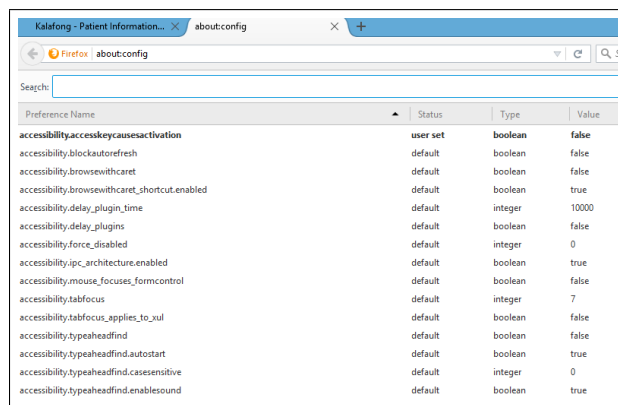 Kalafong - Patient Information... about:config
Firefox about:config
Search:
Preference Name Status Type Value
accessibility.accesskeycausesactivation user set boolean false
accessibility.blockautorefresh default boolean false
accessibility.browsewithcaret default boolean false
accessibility.browsewithcaret_shortcut.enabled default boolean true
accessibility.delay_plugin_time default integer 10000
accessibility.delay_plugins default boolean false
accessibility.force_disabled default integer 0
accessibility.ipc_architecture.enabled default boolean true
accessibility.mouse_focuses_formcontrol default boolean false
accessibility.tabfocus default integer 7
accessibility.tabfocus_applies_to_xul default boolean false
accessibility.typeaheadfind default boolean false
accessibility.typeaheadfind.autostart default boolean true
accessibility.typeaheadfind.casesensitive default integer 0
accessibility.typeaheadfind.enablesound default boolean true